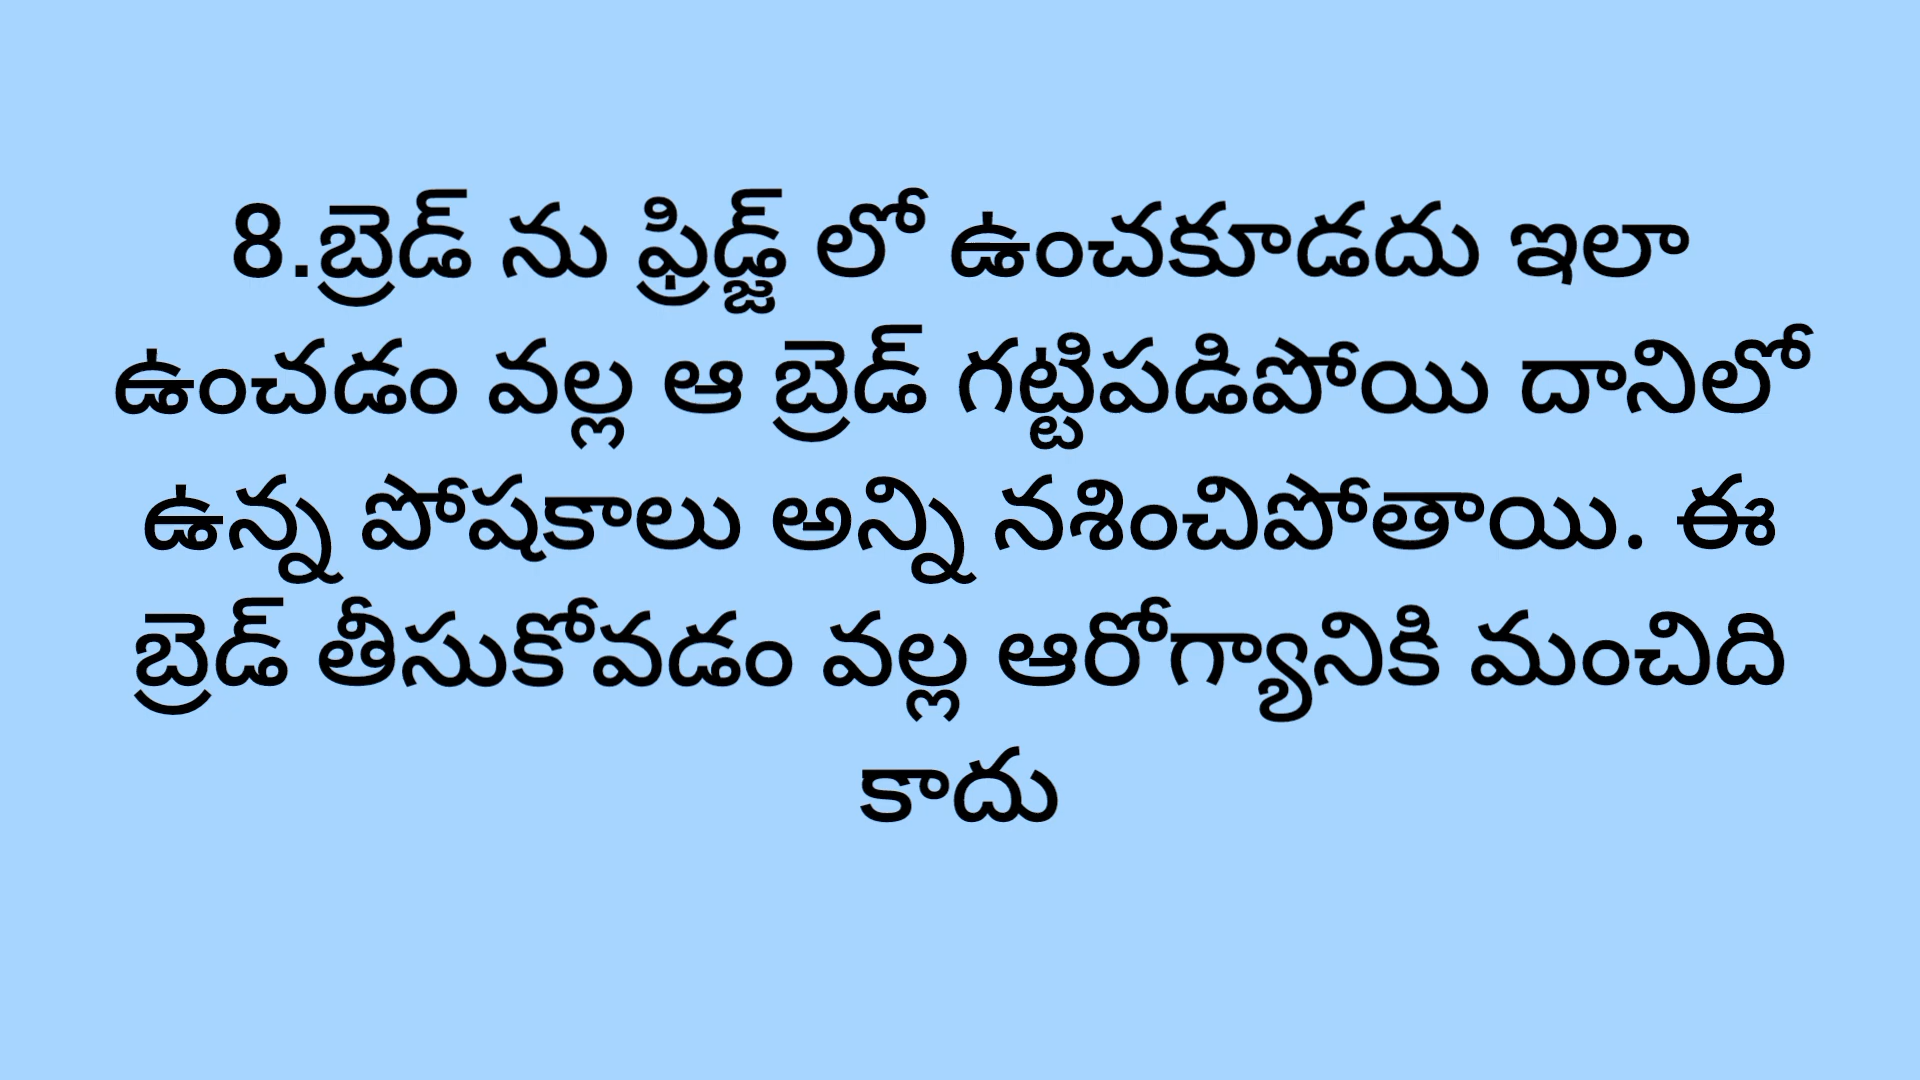 8.బ్రెడ్ ను ఫ్రిడ్జ్ లో ఉంచకూడదు ఇలా
ఉంచడం వల్ల ఆ బ్రెడ్ గట్టిపడిపోయి దానిలో
ఉన్న పోషకాలు అన్ని నశించిపోతాయి. ఈ
బ్రెడ్ తీసుకోవడం వల్ల ఆరోగ్యానికి మంచిది
కాదు